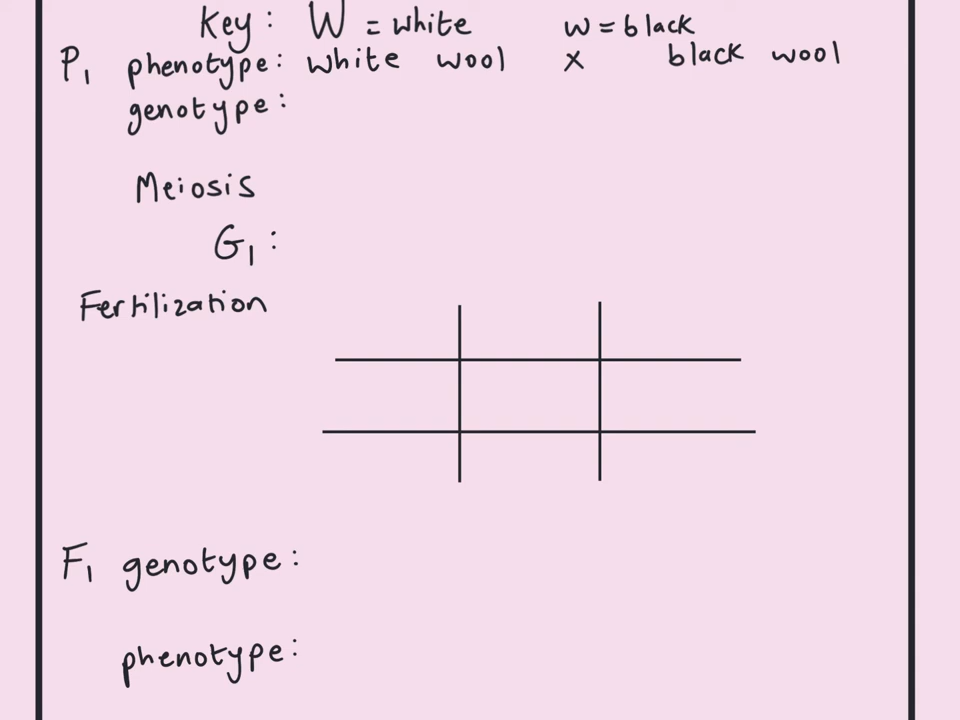 Key: W = white w = black
P1 phenotype: white wool x black wool
genotype:
Meiosis
G1:
Fertilization
F1 genotype:
phenotype: